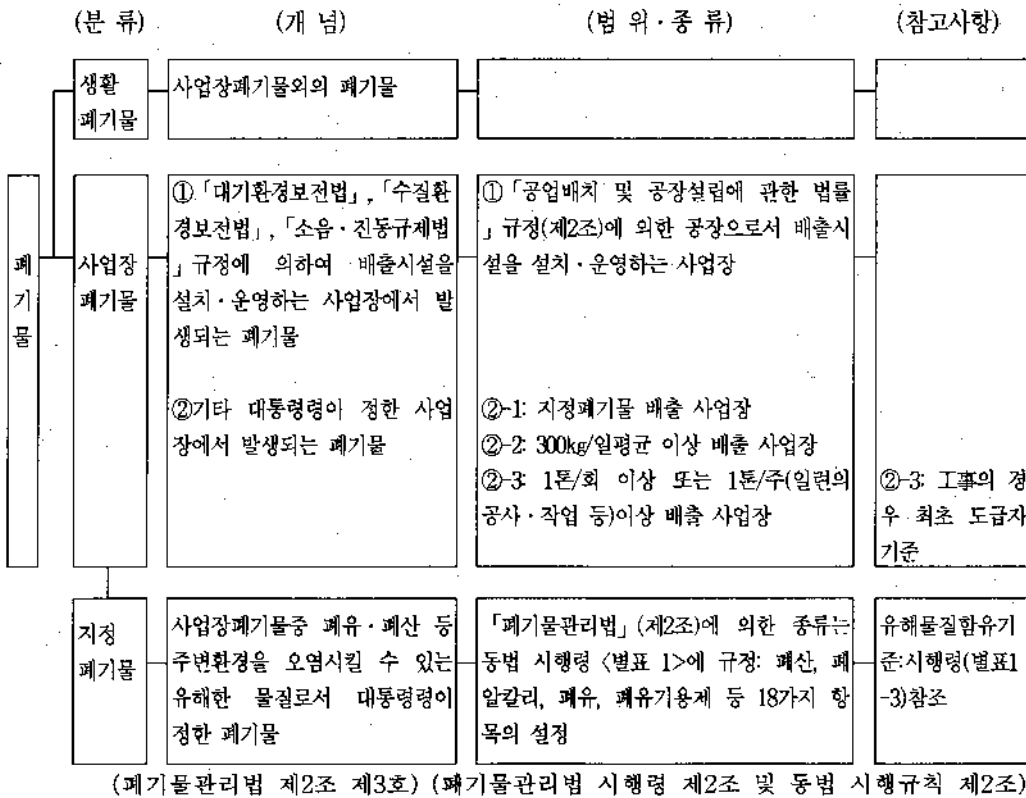 (분 류) (개 념) (범 위·종 류) (참고사항)
생활
폐기물
사업장폐기물외의 폐기물
폐
기
물
사업장
폐기물
①「대기환경보전법」,「수질환
경보전법」,「소음·진동규제법
」규정에 의하여 배출시설을
설치·운영하는 사업장에서 발
생되는 폐기물
②기타 대통령령이 정한 사업
장에서 발생되는 폐기물
①「공업배치 및 공장설립에 관한 법률
」규정(제2조)에 의한 공장으로서 배출시
설을 설치·운영하는 사업장
②-1: 지정폐기물 배출 사업장
②-2: 300kg/일평균 이상 배출 사업장
②-3: 1톤/회 이상 또는 1톤/주(일련의
공사·작업 등)이상 배출 사업장
②-3: 工事의 경
우 최초 도급자
기준
지정
폐기물
사업장폐기물중 폐유·폐산 등
주변환경을 오염시킬 수 있는
유해한 물질로서 대통령령이
정한 폐기물
「폐기물관리법」(제2조)에 의한 종류는
동법 시행령 <별표 1>에 규정: 폐산, 폐
알칼리, 폐유, 폐유기용제 등 18가지 항
목의 설정
유해물질함유기
준:시행령(별표1
-3)참조
(폐기물관리법 제2조 제3호) (폐기물관리법 시행령 제2조 및 동법 시행규칙 제2조)